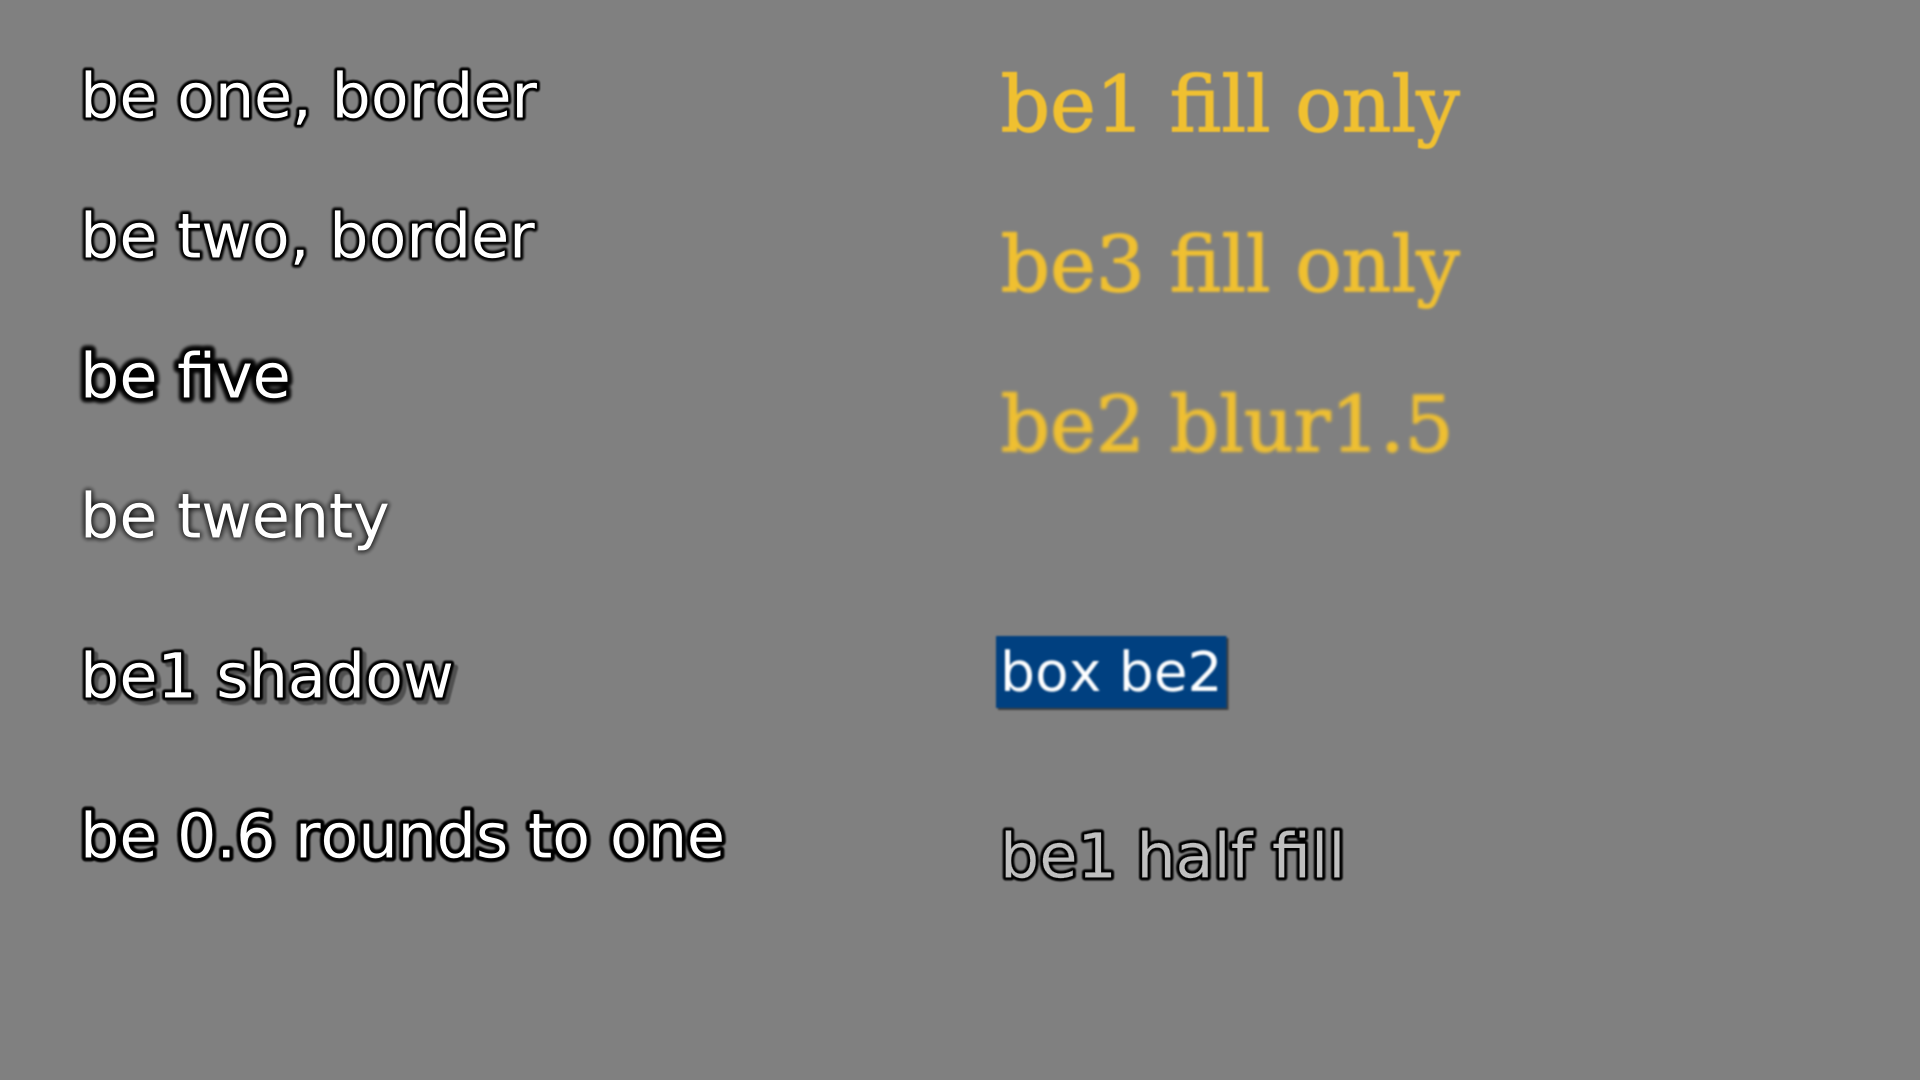 be one, border
be two, border
be five
be twenty
be1 shadow
be 0.6 rounds to one
be1 fill only
be3 fill only
be2 blur1.5
box be2
be1 half fill